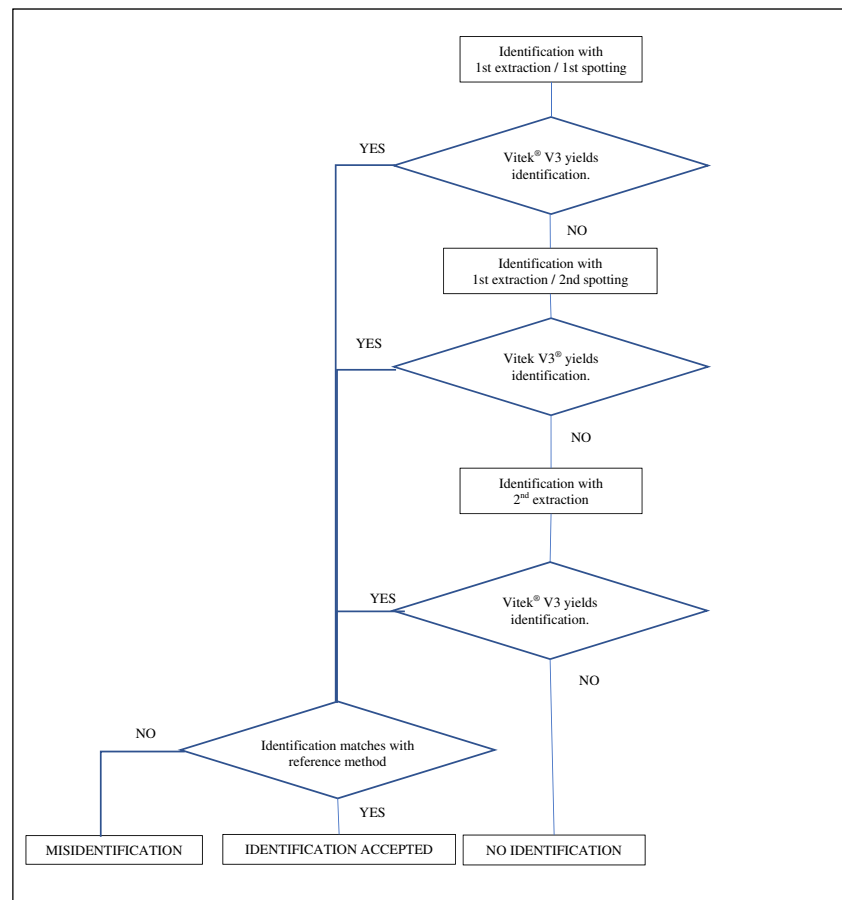 Identification with
1st extraction / 1st spotting
YES
Vitek® V3 yields
identification.
NO
Identification with
1st extraction / 2nd spotting
YES
Vitek V3® yields
identification.
NO
Identification with
2nd extraction
YES
Vitek® V3 yields
identification.
NO
NO
Identification matches with
reference method
YES
MISIDENTIFICATION
IDENTIFICATION ACCEPTED
NO IDENTIFICATION